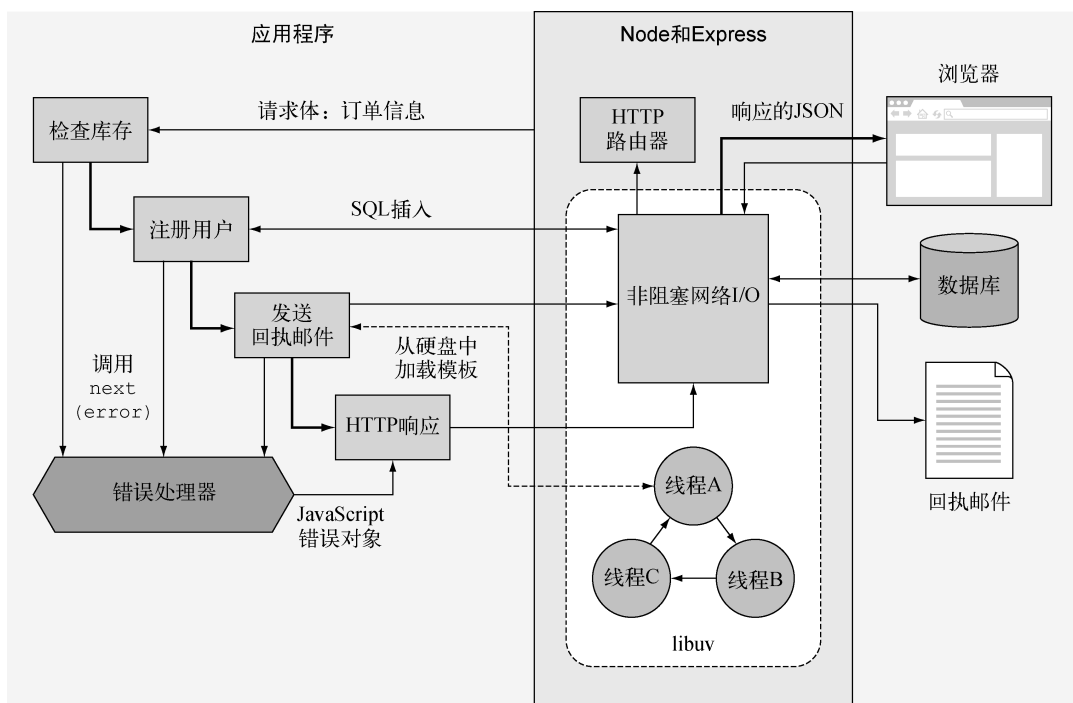 应用程序
Node和Express
浏览器
检查库存
请求体：订单信息
HTTP
路由器
响应的JSON
注册用户
SQL插入
非阻塞网络I/O
数据库
发送
回执邮件
从硬盘中
加载模板
调用
next
(error)
HTTP响应
错误处理器
JavaScript
错误对象
线程A
线程C
线程B
libuv
回执邮件